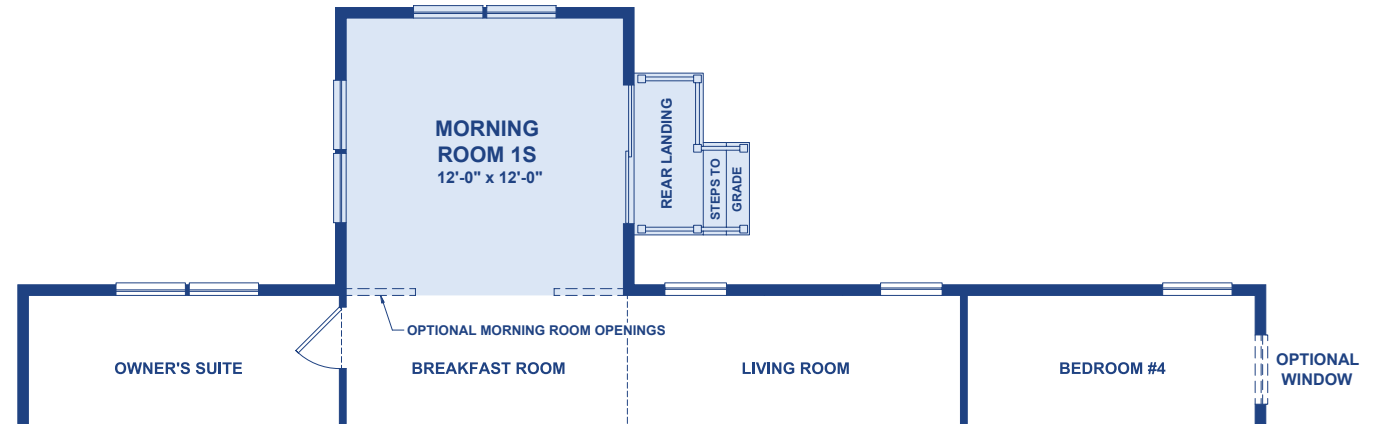 MORNING
ROOM 1S
12'-0" x 12'-0"
REAR LANDING
STEPS TO
GRADE
OPTIONAL MORNING ROOM OPENINGS
OWNER'S SUITE
BREAKFAST ROOM
LIVING ROOM
BEDROOM #4
OPTIONAL
WINDOW